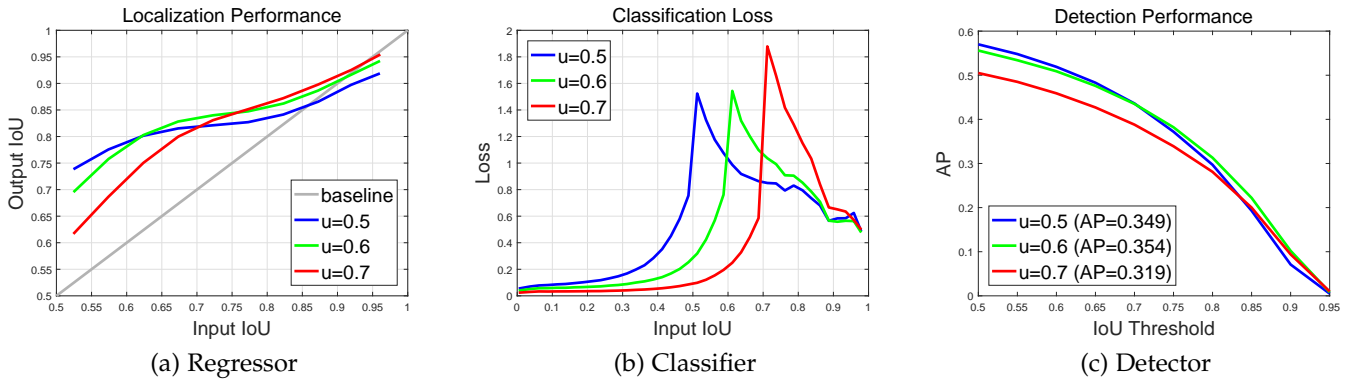 Localization Performance
1
0.95
0.9
0.85
0.8
0.75
0.7
0.65
0.6
0.55
0.5
Output IoU
baseline
u=0.5
u=0.6
u=0.7
0.5 0.55 0.6 0.65 0.7 0.75 0.8 0.85 0.9 0.95 1
Input IoU
(a) Regressor
Classification Loss
2
1.8
1.6
1.4
1.2
1
0.8
0.6
0.4
0.2
0
Loss
u=0.5
u=0.6
u=0.7
0 0.1 0.2 0.3 0.4 0.5 0.6 0.7 0.8 0.9 1
Input IoU
(b) Classifier
Detection Performance
0.6
0.5
0.4
0.3
0.2
0.1
0
AP
u=0.5 (AP=0.349)
u=0.6 (AP=0.354)
u=0.7 (AP=0.319)
0.5 0.55 0.6 0.65 0.7 0.75 0.8 0.85 0.9 0.95
IoU Threshold
(c) Detector